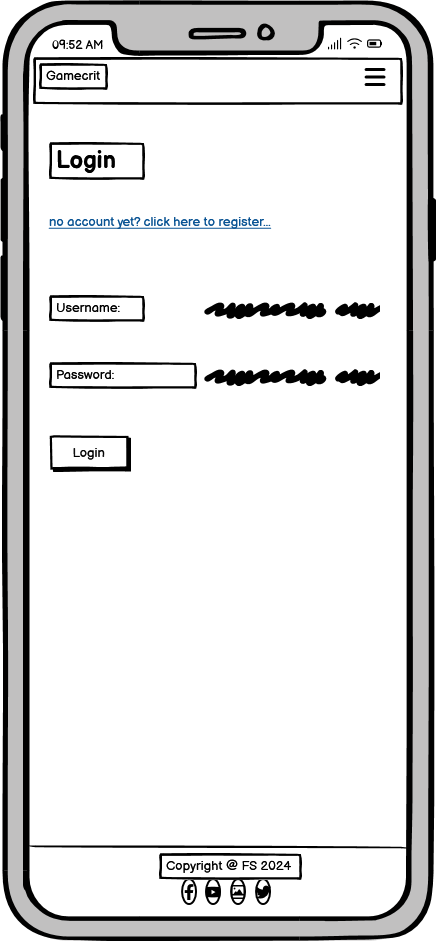 09:52 AM
Gamecrit
Login
no account yet? click here to register...
Username:
Password:
Login
Copyright @ FS 2024